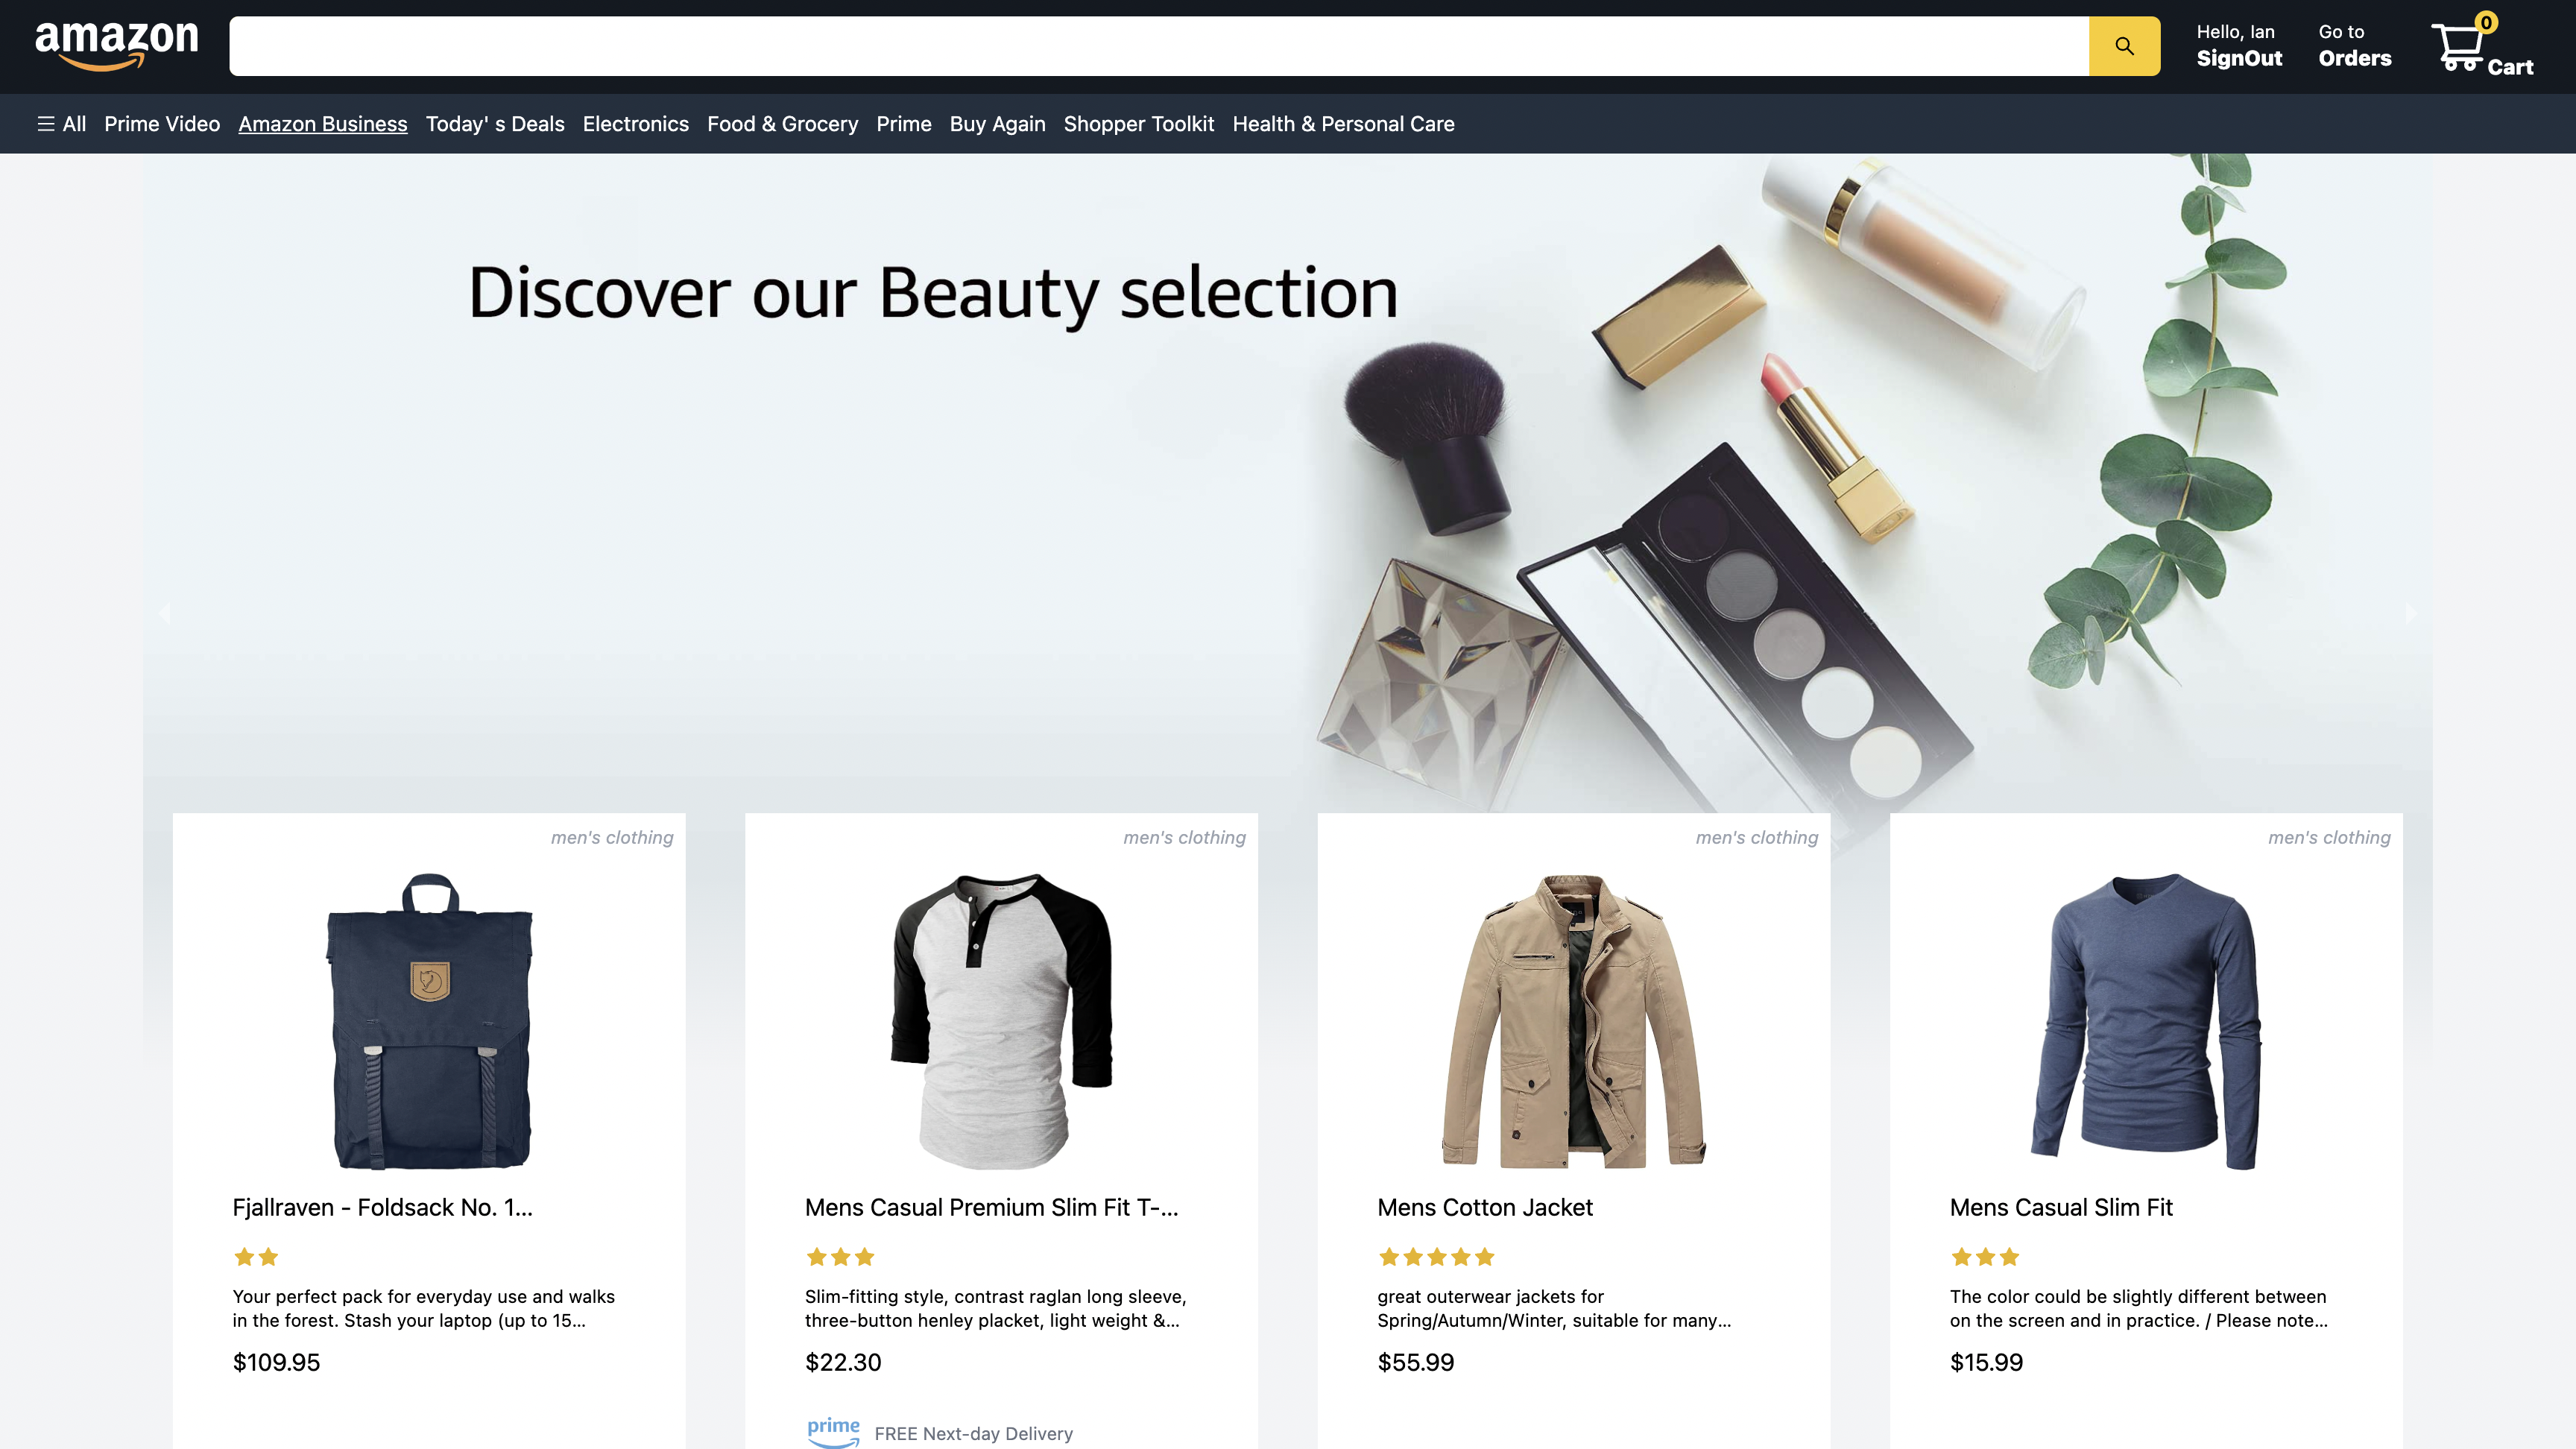 amazon
Hello, Ian
SignOut
Go to
Orders
0
Cart
All Prime Video Amazon Business Today' s Deals Electronics Food & Grocery Prime Buy Again Shopper Toolkit Health & Personal Care
Discover our Beauty selection
men's clothing
Fjallraven - Foldsack No. 1...
Your perfect pack for everyday use and walks
in the forest. Stash your laptop (up to 15...
$109.95
men's clothing
Mens Casual Premium Slim Fit T-...
Slim-fitting style, contrast raglan long sleeve,
three-button henley placket, light weight &...
$22.30
prime FREE Next-day Delivery
men's clothing
Mens Cotton Jacket
great outerwear jackets for
Spring/Autumn/Winter, suitable for many...
$55.99
men's clothing
Mens Casual Slim Fit
The color could be slightly different between
on the screen and in practice. / Please note...
$15.99